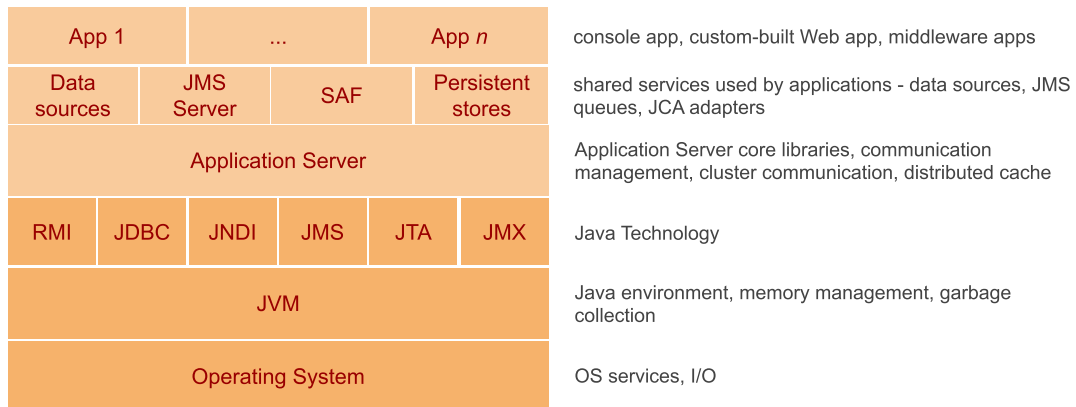 App 1
...
App n
console app, custom-built Web app, middleware apps
Data
sources
JMS
Server
SAF
Persistent
stores
shared services used by applications - data sources, JMS
queues, JCA adapters
Application Server
Application Server core libraries, communication
management, cluster communication, distributed cache
RMI
JDBC
JNDI
JMS
JTA
JMX
Java Technology
JVM
Java environment, memory management, garbage
collection
Operating System
OS services, I/O